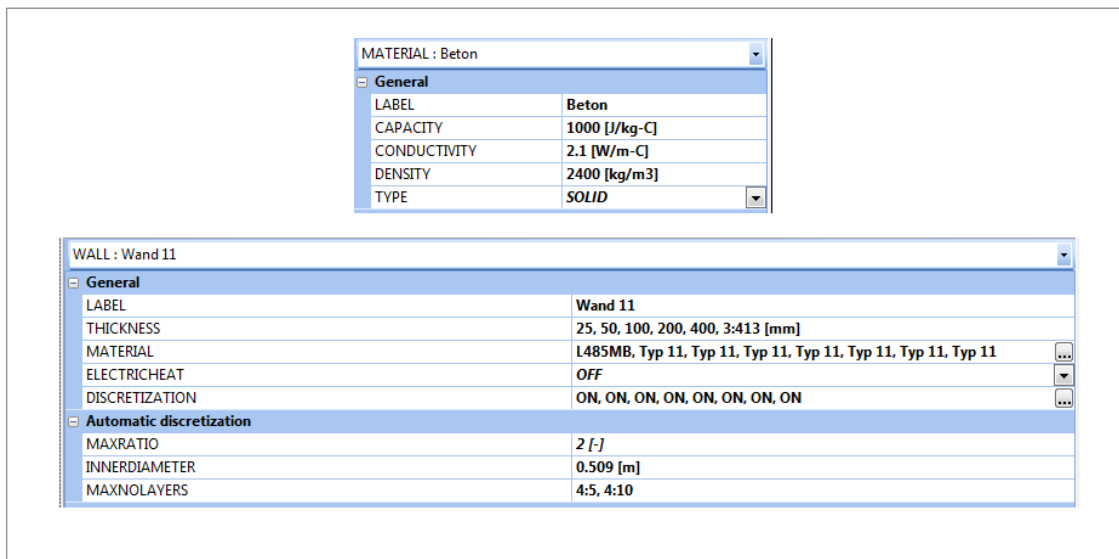 MATERIAL : Beton
General
LABEL Beton
CAPACITY 1000 [J/kg-C]
CONDUCTIVITY 2.1 [W/m-C]
DENSITY 2400 [kg/m3]
TYPE SOLID
WALL : Wand 11
General
LABEL Wand 11
THICKNESS 25, 50, 100, 200, 400, 3:413 [mm]
MATERIAL L485MB, Typ 11, Typ 11, Typ 11, Typ 11, Typ 11, Typ 11, Typ 11 ...
ELECTRICHEAT OFF
DISCRETIZATION ON, ON, ON, ON, ON, ON, ON, ON ...
Automatic discretization
MAXRATIO 2 [-]
INNERDIAMETER 0.509 [m]
MAXNOLAYERS 4:5, 4:10